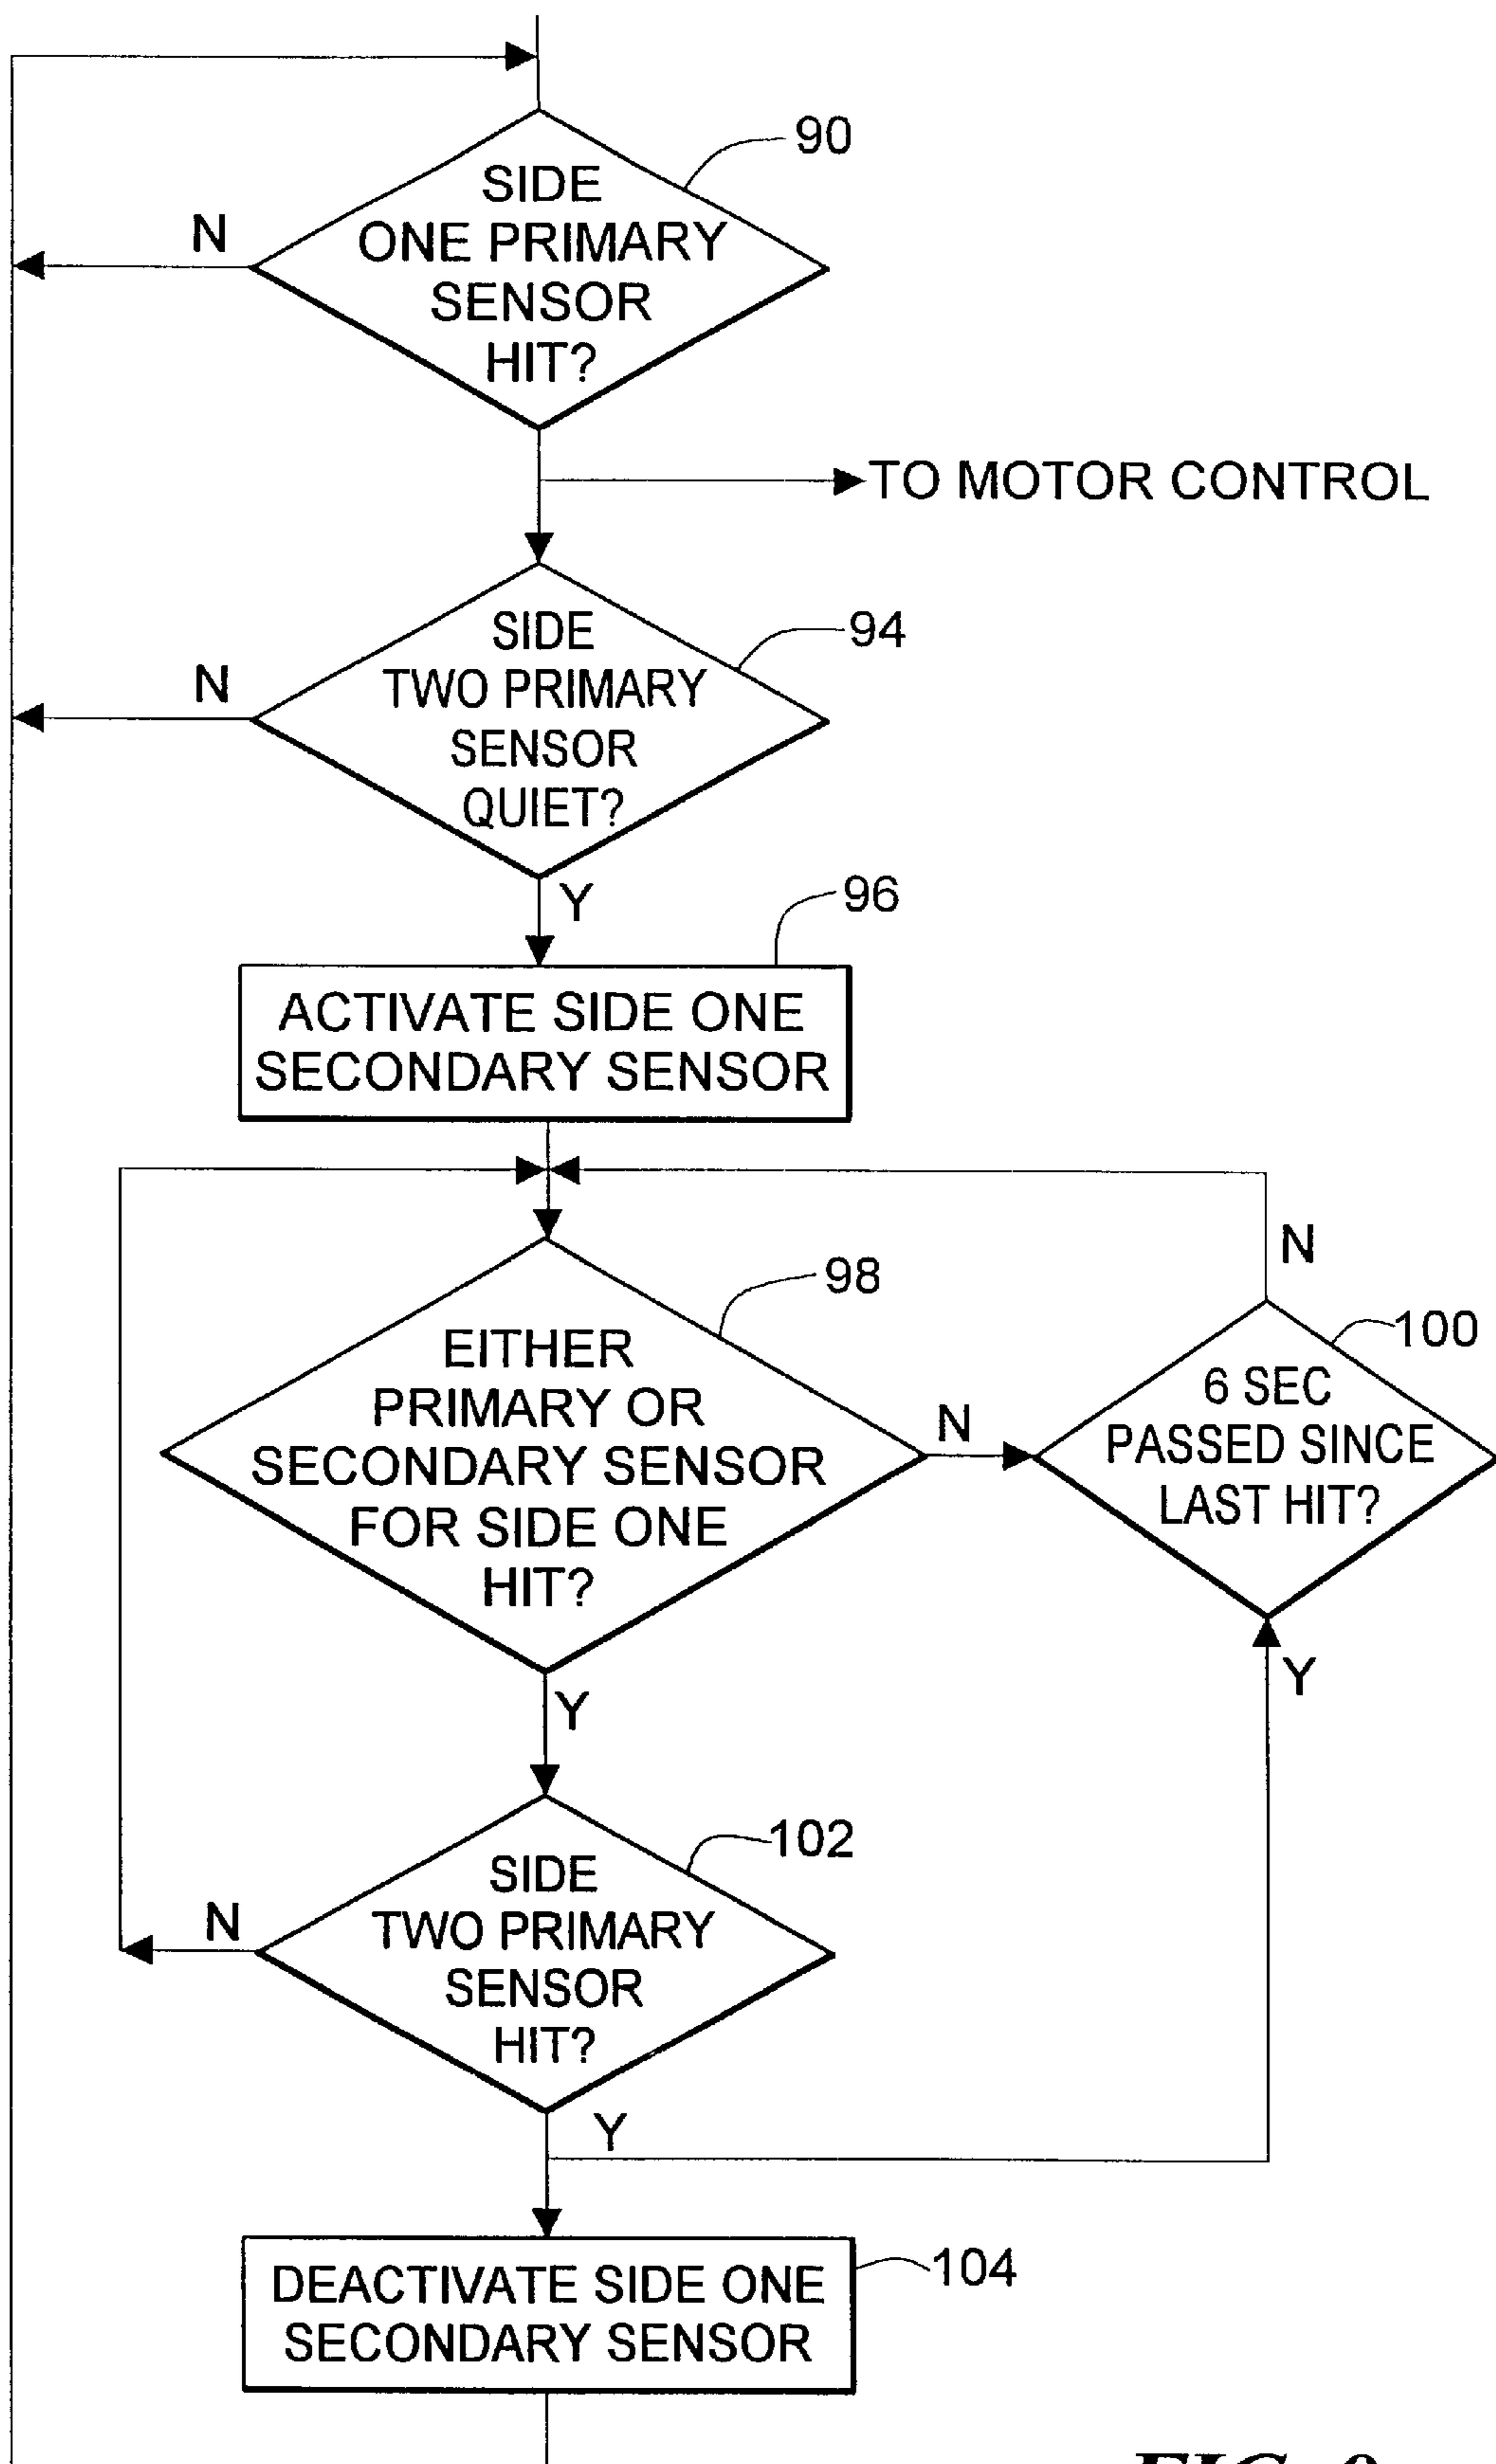 90
SIDE
ONE PRIMARY
SENSOR
HIT?
N
TO MOTOR CONTROL
94
SIDE
TWO PRIMARY
SENSOR
QUIET?
N
Y
96
ACTIVATE SIDE ONE
SECONDARY SENSOR
98
EITHER
PRIMARY OR
SECONDARY SENSOR
FOR SIDE ONE
HIT?
N
N
100
6 SEC
PASSED SINCE
LAST HIT?
Y
Y
102
SIDE
TWO PRIMARY
SENSOR
HIT?
N
Y
DEACTIVATE SIDE ONE
SECONDARY SENSOR
104